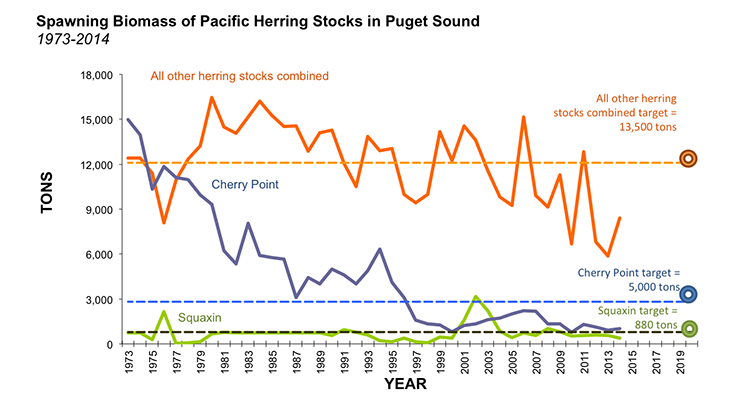 Spawning Biomass of Pacific Herring Stocks in Puget Sound
1973-2014
18,000
15,000
12,000
9,000
6,000
3,000
0
TONS
All other herring stocks combined
All other herring
stocks combined target =
13,500 tons
Cherry Point
Cherry Point target =
5,000 tons
Squaxin
Squaxin target =
880 tons
1973
1975
1977
1979
1981
1983
1985
1987
1989
1991
1993
1995
1997
1999
2001
2003
2005
2007
2009
2011
2013
2015
2017
2019
YEAR